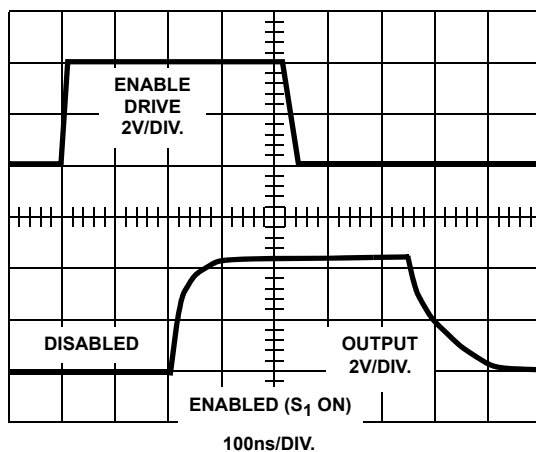 ENABLE
DRIVE
2V/DIV.
DISABLED
OUTPUT
2V/DIV.
ENABLED (S1 ON)
100ns/DIV.